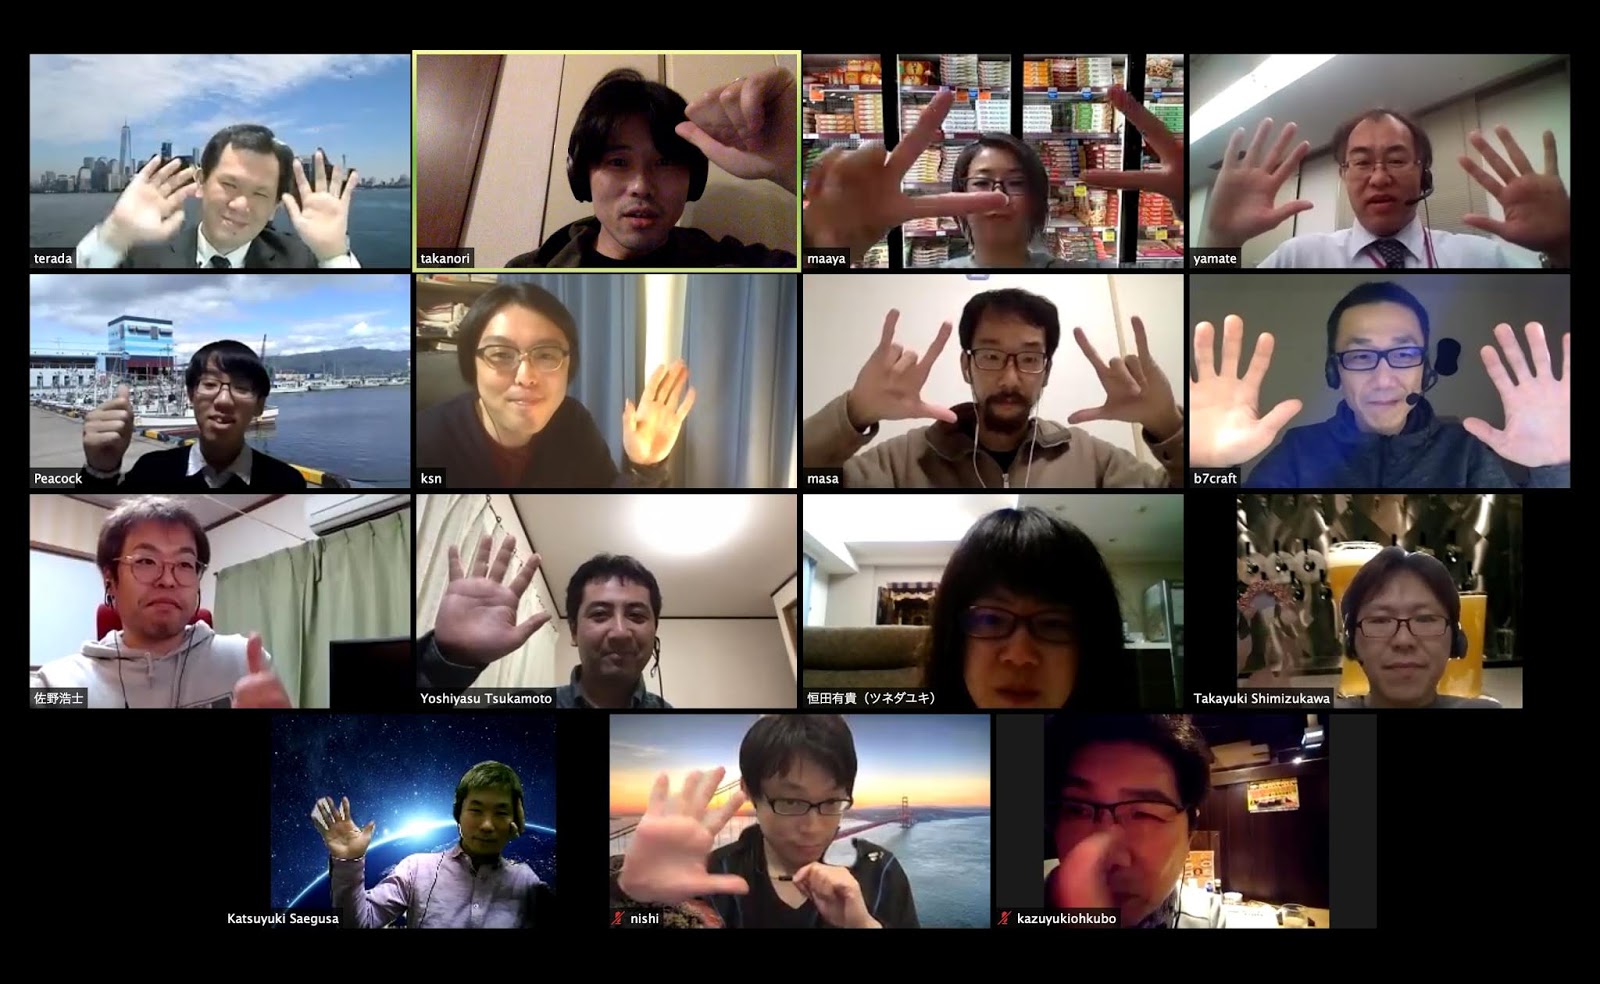 terada
takanori
maaya
yamate
Peacock
ksn
masa
b7craft
佐野浩士
Yoshiyasu Tsukamoto
恒田有貴（ツネダユキ）
Takayuki Shimizukawa
Katsuyuki Saegusa
nishi
kazuyukiohkubo